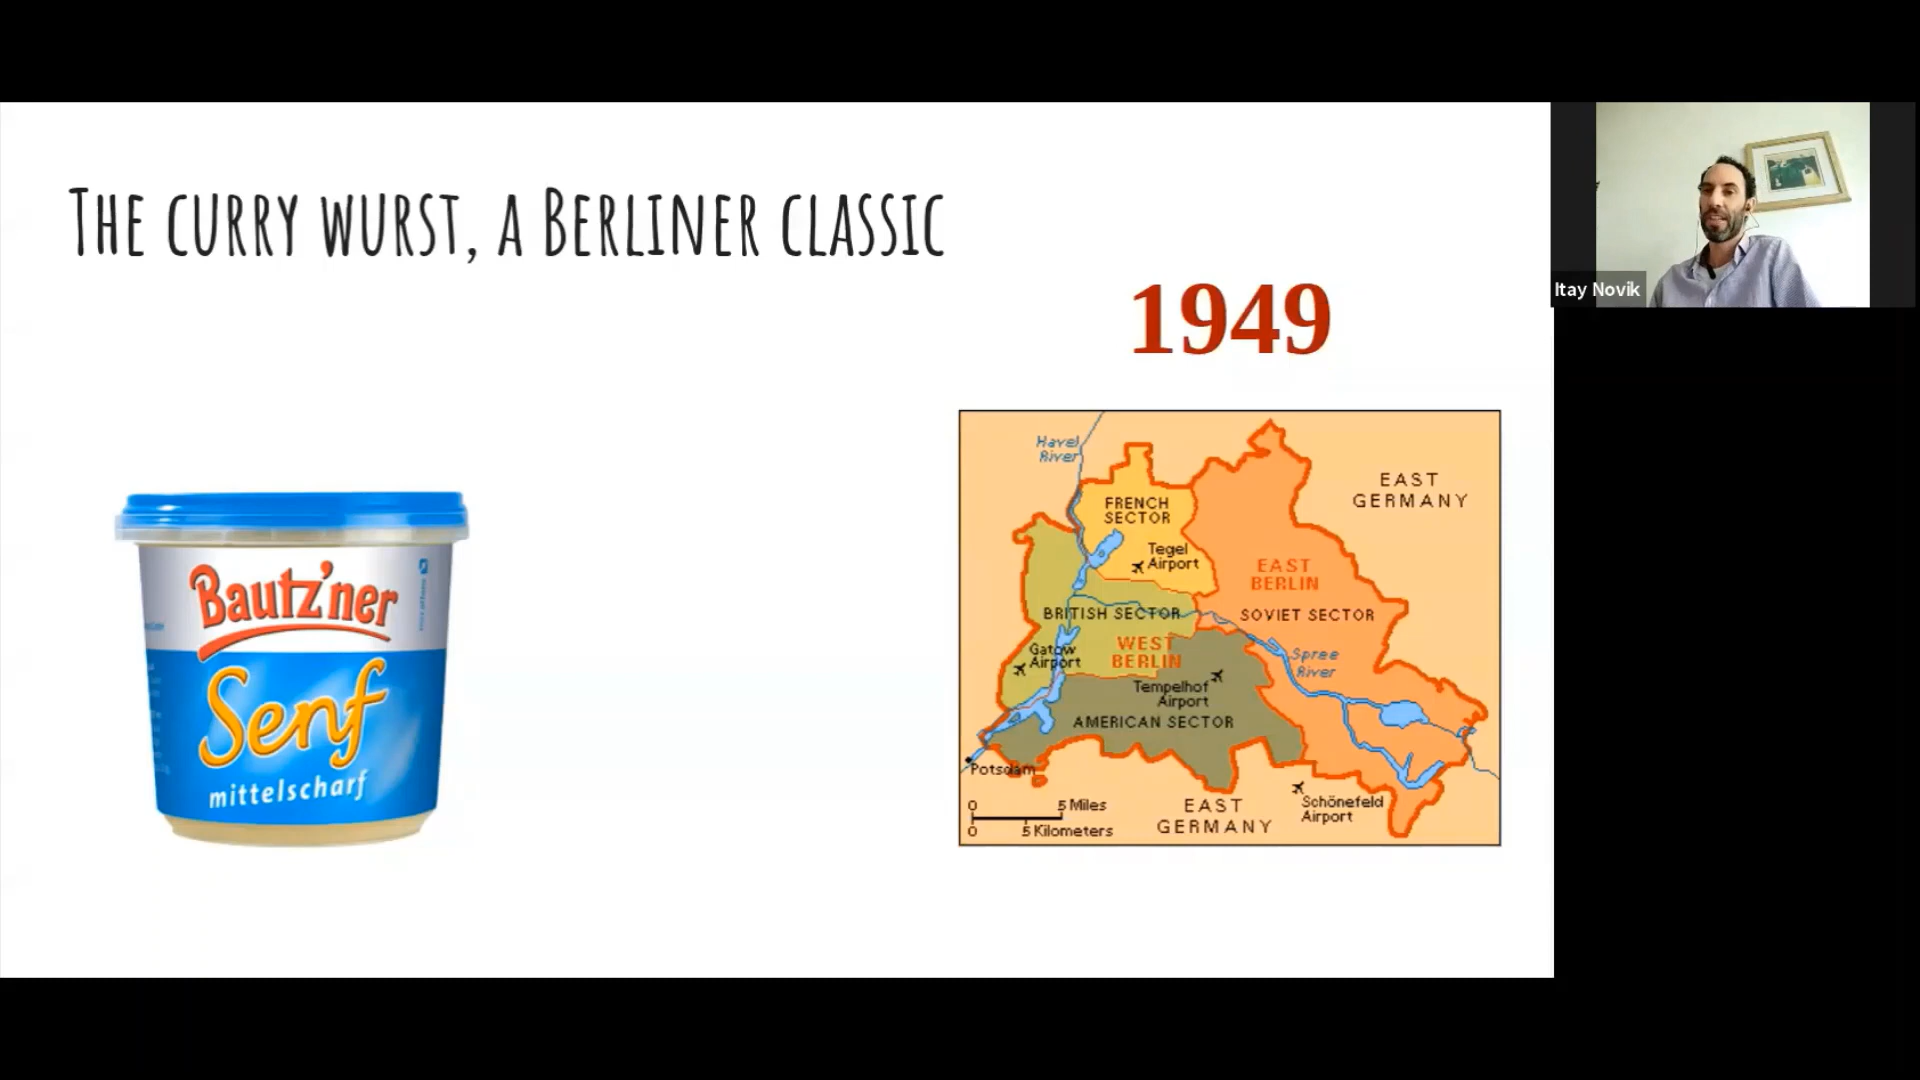 The curry wurst, a Berliner classic
Itay Novik
1949
Bautz'ner
Senf
mittelscharf
Havel
River
EAST
GERMANY
FRENCH
SECTOR
Tegel
Airport
EAST
BERLIN
BRITISH SECTOR
SOVIET SECTOR
WEST
BERLIN
Gatow
Airport
Spree
River
Tempelhof
Airport
AMERICAN SECTOR
Potsdam
0 5 Miles
0 5 Kilometers
EAST
GERMANY
Schönefeld
Airport